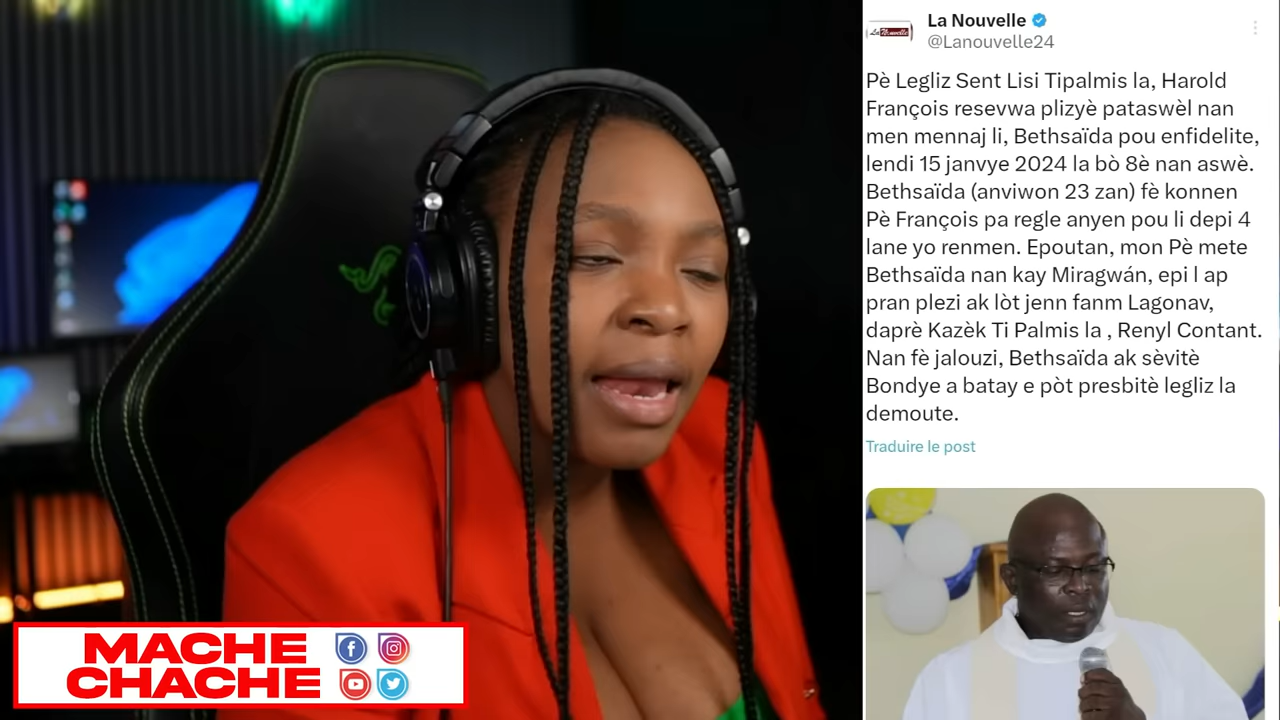 La Nouvelle
@Lanouvelle24
Pè Legliz Sent Lisi Tipalmis la, Harold
François resevwa plizyè pataswèl nan
men mennaj li, Bethsaïda pou enfidelite,
lendi 15 janvye 2024 la bò 8è nan aswè.
Bethsaïda (anviwon 23 zan) fè konnen
Pè François pa regle anyen pou li depi 4
lane yo renmen. Epoutan, mon Pè mete
Bethsaïda nan kay Miragwán, epi l ap
pran plezi ak lòt jenn fanm Lagonav,
daprè Kazèk Ti Palmis la , Renyl Contant.
Nan fè jalouzi, Bethsaïda ak sèvitè
Bondye a batay e pòt presbitè legliz la
demoute.
Traduire le post
MACHE
CHACHE